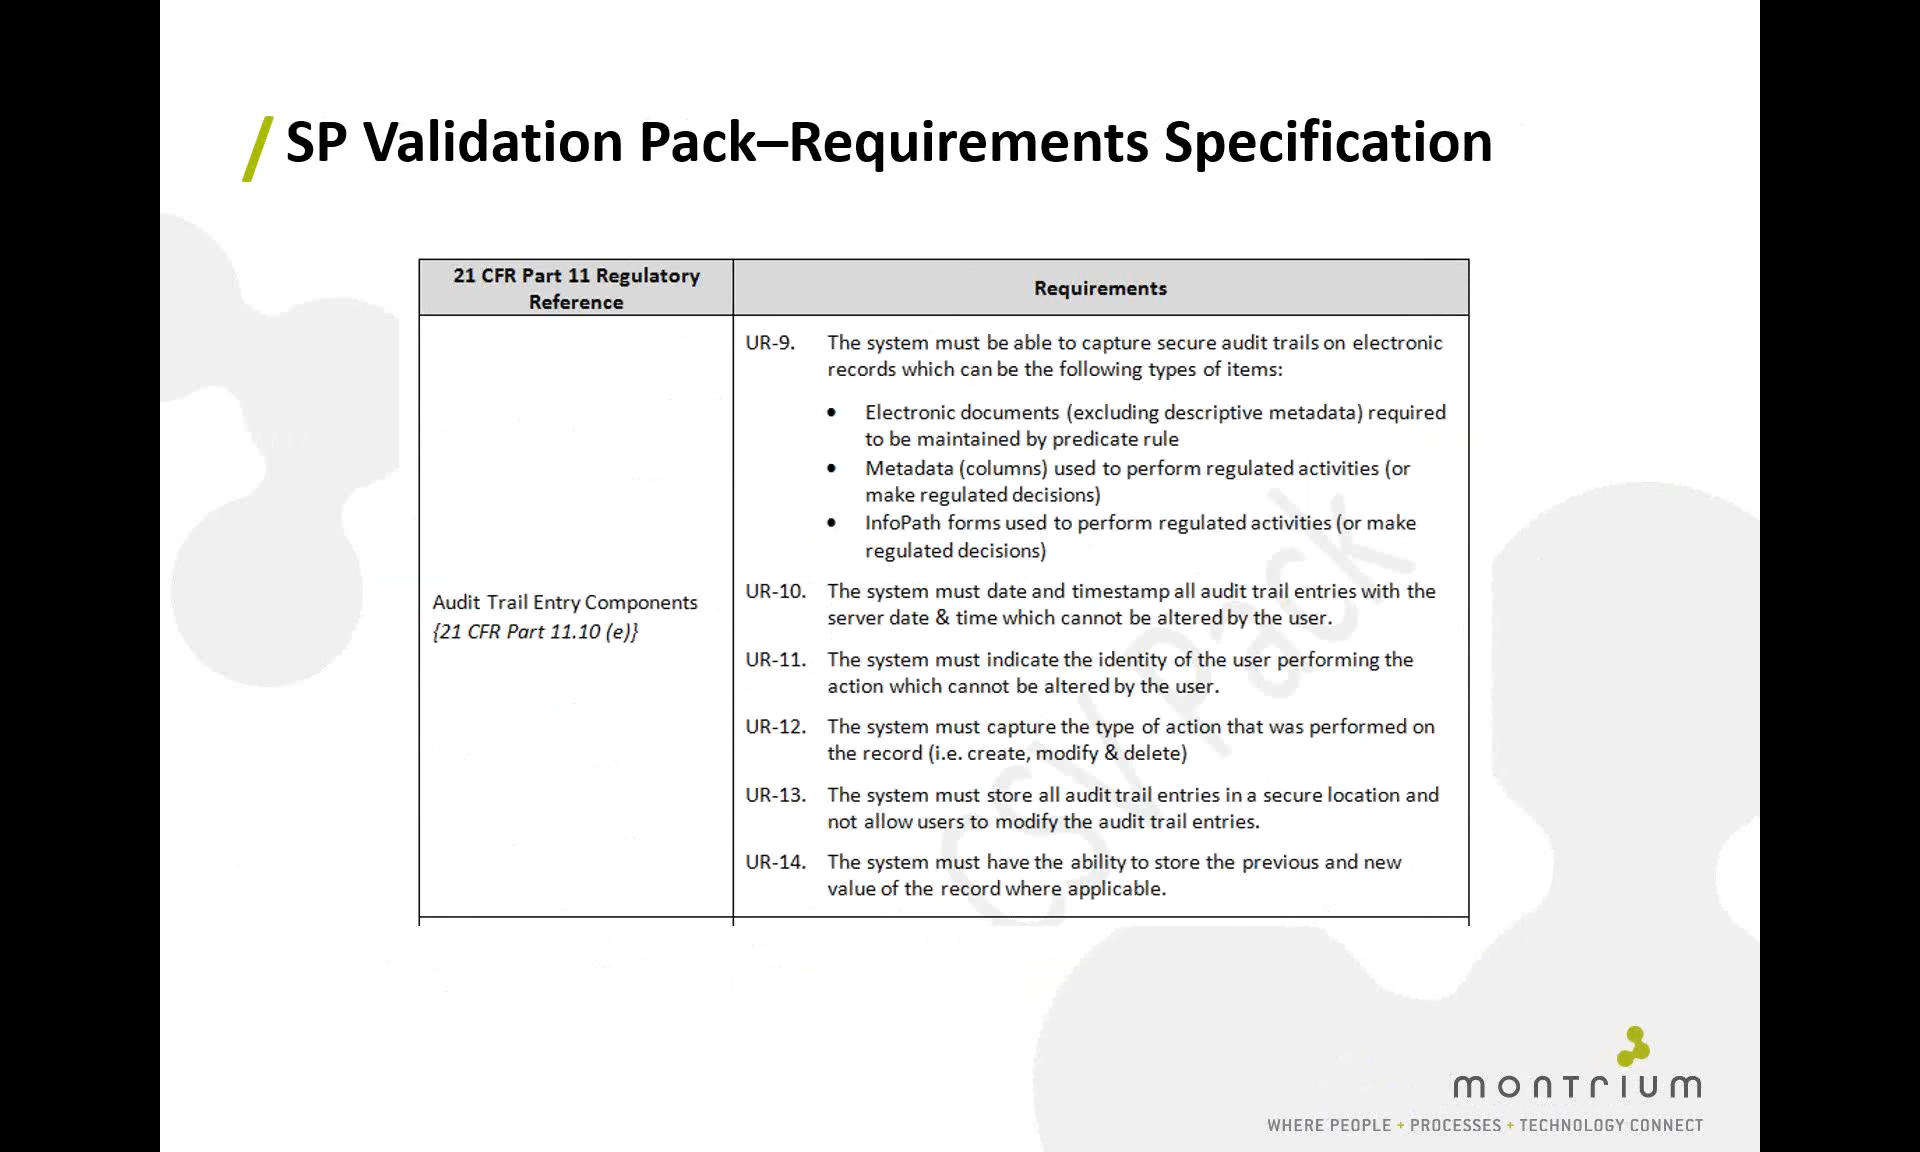 SP Validation Pack–Requirements Specification
21 CFR Part 11 Regulatory
Reference
Requirements
Audit Trail Entry Components
{21 CFR Part 11.10 (e)}
UR-9. The system must be able to capture secure audit trails on electronic
records which can be the following types of items:
• Electronic documents (excluding descriptive metadata) required
to be maintained by predicate rule
• Metadata (columns) used to perform regulated activities (or
make regulated decisions)
• InfoPath forms used to perform regulated activities (or make
regulated decisions)
UR-10. The system must date and timestamp all audit trail entries with the
server date & time which cannot be altered by the user.
UR-11. The system must indicate the identity of the user performing the
action which cannot be altered by the user.
UR-12. The system must capture the type of action that was performed on
the record (i.e. create, modify & delete)
UR-13. The system must store all audit trail entries in a secure location and
not allow users to modify the audit trail entries.
UR-14. The system must have the ability to store the previous and new
value of the record where applicable.
CSV Pack
montrium
WHERE PEOPLE + PROCESSES + TECHNOLOGY CONNECT